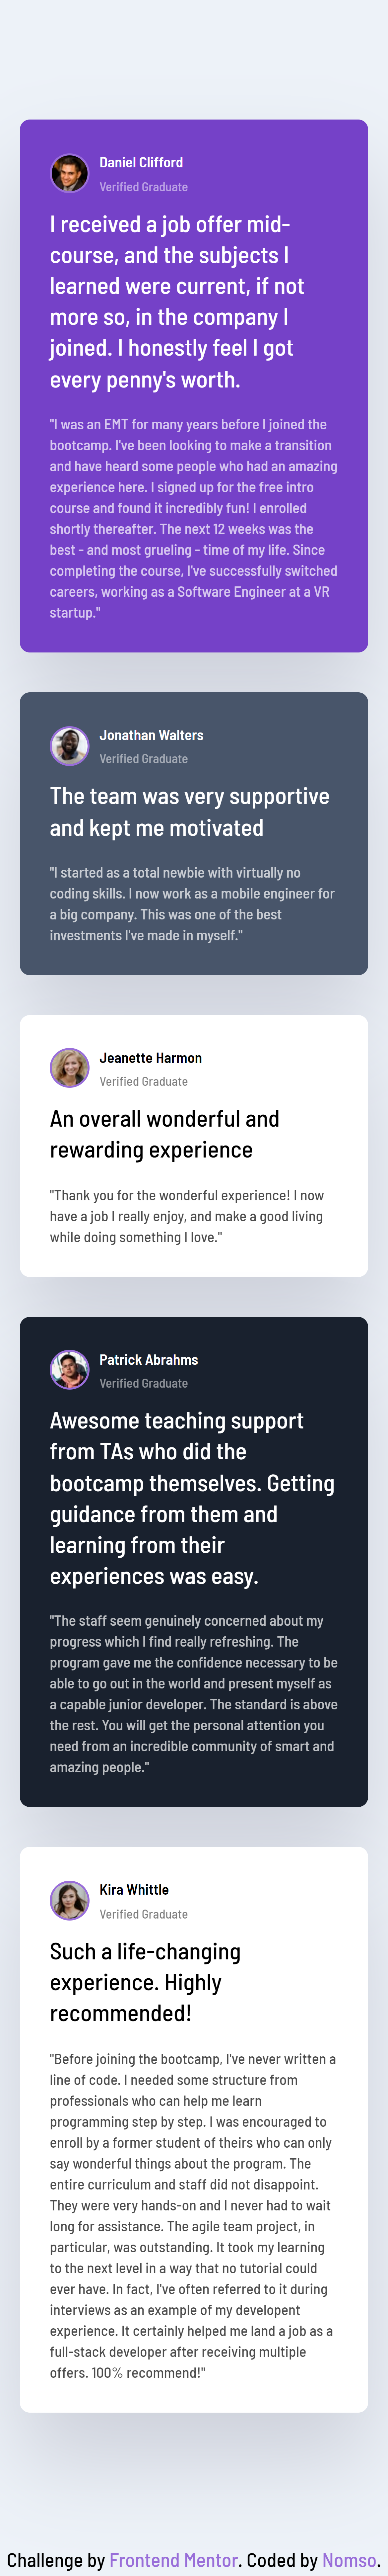 Daniel Clifford
Verified Graduate
I received a job offer mid-
course, and the subjects I
learned were current, if not
more so, in the company I
joined. I honestly feel I got
every penny's worth.
"I was an EMT for many years before I joined the
bootcamp. I've been looking to make a transition
and have heard some people who had an amazing
experience here. I signed up for the free intro
course and found it incredibly fun! I enrolled
shortly thereafter. The next 12 weeks was the
best - and most grueling - time of my life. Since
completing the course, I've successfully switched
careers, working as a Software Engineer at a VR
startup."
Jonathan Walters
Verified Graduate
The team was very supportive
and kept me motivated
"I started as a total newbie with virtually no
coding skills. I now work as a mobile engineer for
a big company. This was one of the best
investments I've made in myself."
Jeanette Harmon
Verified Graduate
An overall wonderful and
rewarding experience
"Thank you for the wonderful experience! I now
have a job I really enjoy, and make a good living
while doing something I love."
Patrick Abrahms
Verified Graduate
Awesome teaching support
from TAs who did the
bootcamp themselves. Getting
guidance from them and
learning from their
experiences was easy.
"The staff seem genuinely concerned about my
progress which I find really refreshing. The
program gave me the confidence necessary to be
able to go out in the world and present myself as
a capable junior developer. The standard is above
the rest. You will get the personal attention you
need from an incredible community of smart and
amazing people."
Kira Whittle
Verified Graduate
Such a life-changing
experience. Highly
recommended!
"Before joining the bootcamp, I've never written a
line of code. I needed some structure from
professionals who can help me learn
programming step by step. I was encouraged to
enroll by a former student of theirs who can only
say wonderful things about the program. The
entire curriculum and staff did not disappoint.
They were very hands-on and I never had to wait
long for assistance. The agile team project, in
particular, was outstanding. It took my learning
to the next level in a way that no tutorial could
ever have. In fact, I've often referred to it during
interviews as an example of my developent
experience. It certainly helped me land a job as a
full-stack developer after receiving multiple
offers. 100% recommend!"
Challenge by Frontend Mentor. Coded by Nomso.